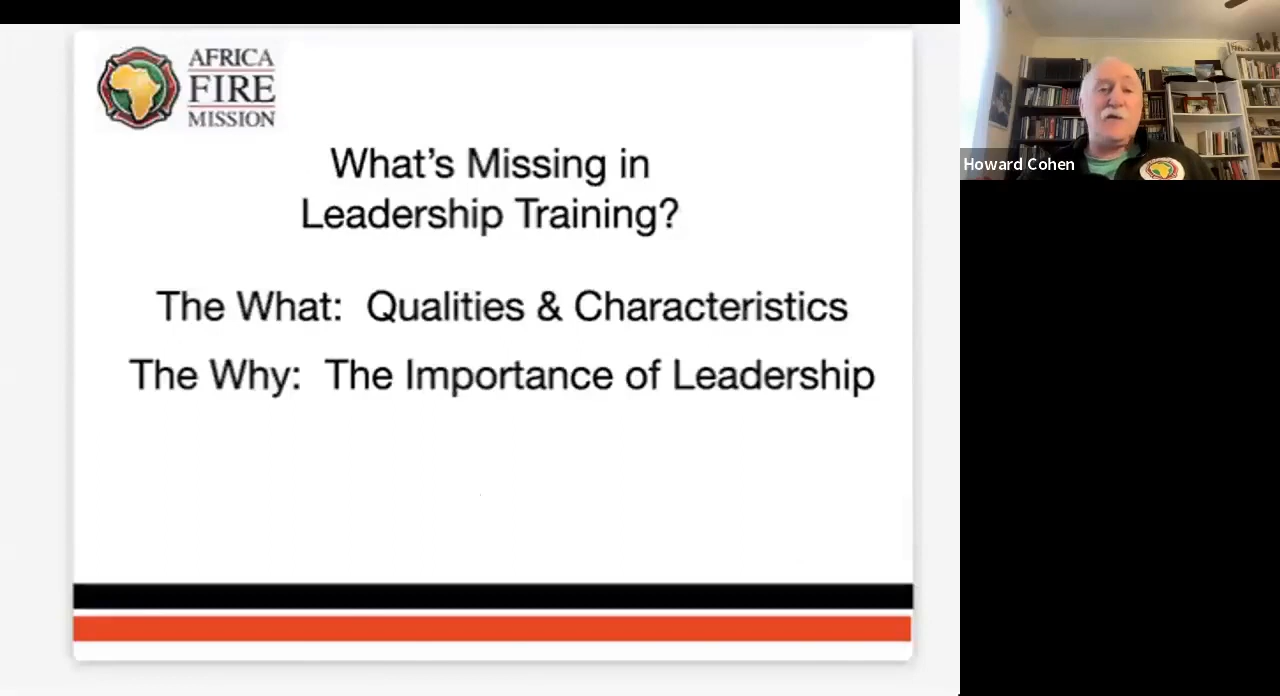 AFRICA
FIRE
MISSION
What's Missing in
Leadership Training?
The What: Qualities & Characteristics
The Why: The Importance of Leadership
Howard Cohen